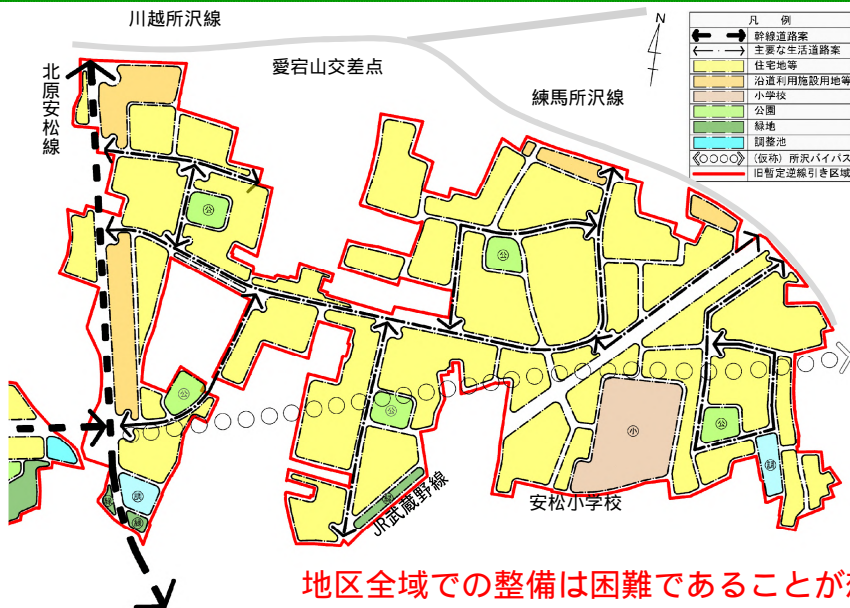 川越所沢線
愛宕山交差点
北原安松線
練馬所沢線
N
凡 例
幹線道路案
主要な生活道路案
住宅地等
沿道利用施設用地等
小学校
公園
緑地
調整池
(仮称) 所沢バイパス
旧暫定逆線引き区域
公
公
公
公
公
小
調
調
緑
緑
JR武蔵野線
安松小学校
地区全域での整備は困難であることが